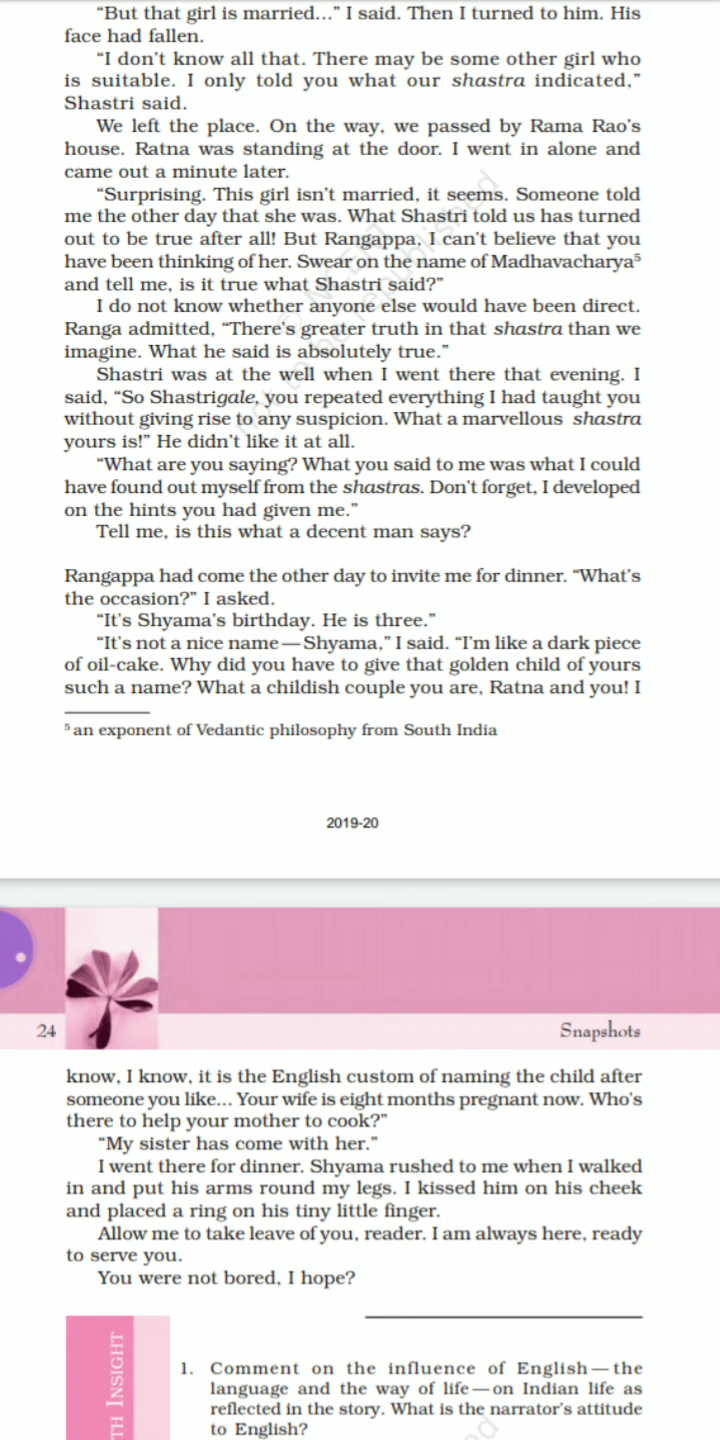 “But that girl is married...” I said. Then I turned to him. His
face had fallen.
“I don’t know all that. There may be some other girl who
is suitable. I only told you what our shastra indicated,”
Shastri said.
We left the place. On the way, we passed by Rama Rao’s
house. Ratna was standing at the door. I went in alone and
came out a minute later.
“Surprising. This girl isn’t married, it seems. Someone told
me the other day that she was. What Shastri told us has turned
out to be true after all! But Rangappa, I can’t believe that you
have been thinking of her. Swear on the name of Madhavacharya⁵
and tell me, is it true what Shastri said?”
I do not know whether anyone else would have been direct.
Ranga admitted, “There’s greater truth in that shastra than we
imagine. What he said is absolutely true.”
Shastri was at the well when I went there that evening. I
said, “So Shastrigale, you repeated everything I had taught you
without giving rise to any suspicion. What a marvellous shastra
yours is!” He didn’t like it at all.
“What are you saying? What you said to me was what I could
have found out myself from the shastras. Don’t forget, I developed
on the hints you had given me.”
Tell me, is this what a decent man says?
Rangappa had come the other day to invite me for dinner. “What’s
the occasion?” I asked.
“It’s Shyama’s birthday. He is three.”
“It’s not a nice name—Shyama,” I said. “I’m like a dark piece
of oil-cake. Why did you have to give that golden child of yours
such a name? What a childish couple you are, Ratna and you! I
⁵ an exponent of Vedantic philosophy from South India
2019-20
24
Snapshots
know, I know, it is the English custom of naming the child after
someone you like... Your wife is eight months pregnant now. Who’s
there to help your mother to cook?”
“My sister has come with her.”
I went there for dinner. Shyama rushed to me when I walked
in and put his arms round my legs. I kissed him on his cheek
and placed a ring on his tiny little finger.
Allow me to take leave of you, reader. I am always here, ready
to serve you.
You were not bored, I hope?
TH INSIGHT
1. Comment on the influence of English—the
language and the way of life—on Indian life as
reflected in the story. What is the narrator’s attitude
to English?
© NCERT
not to be republished